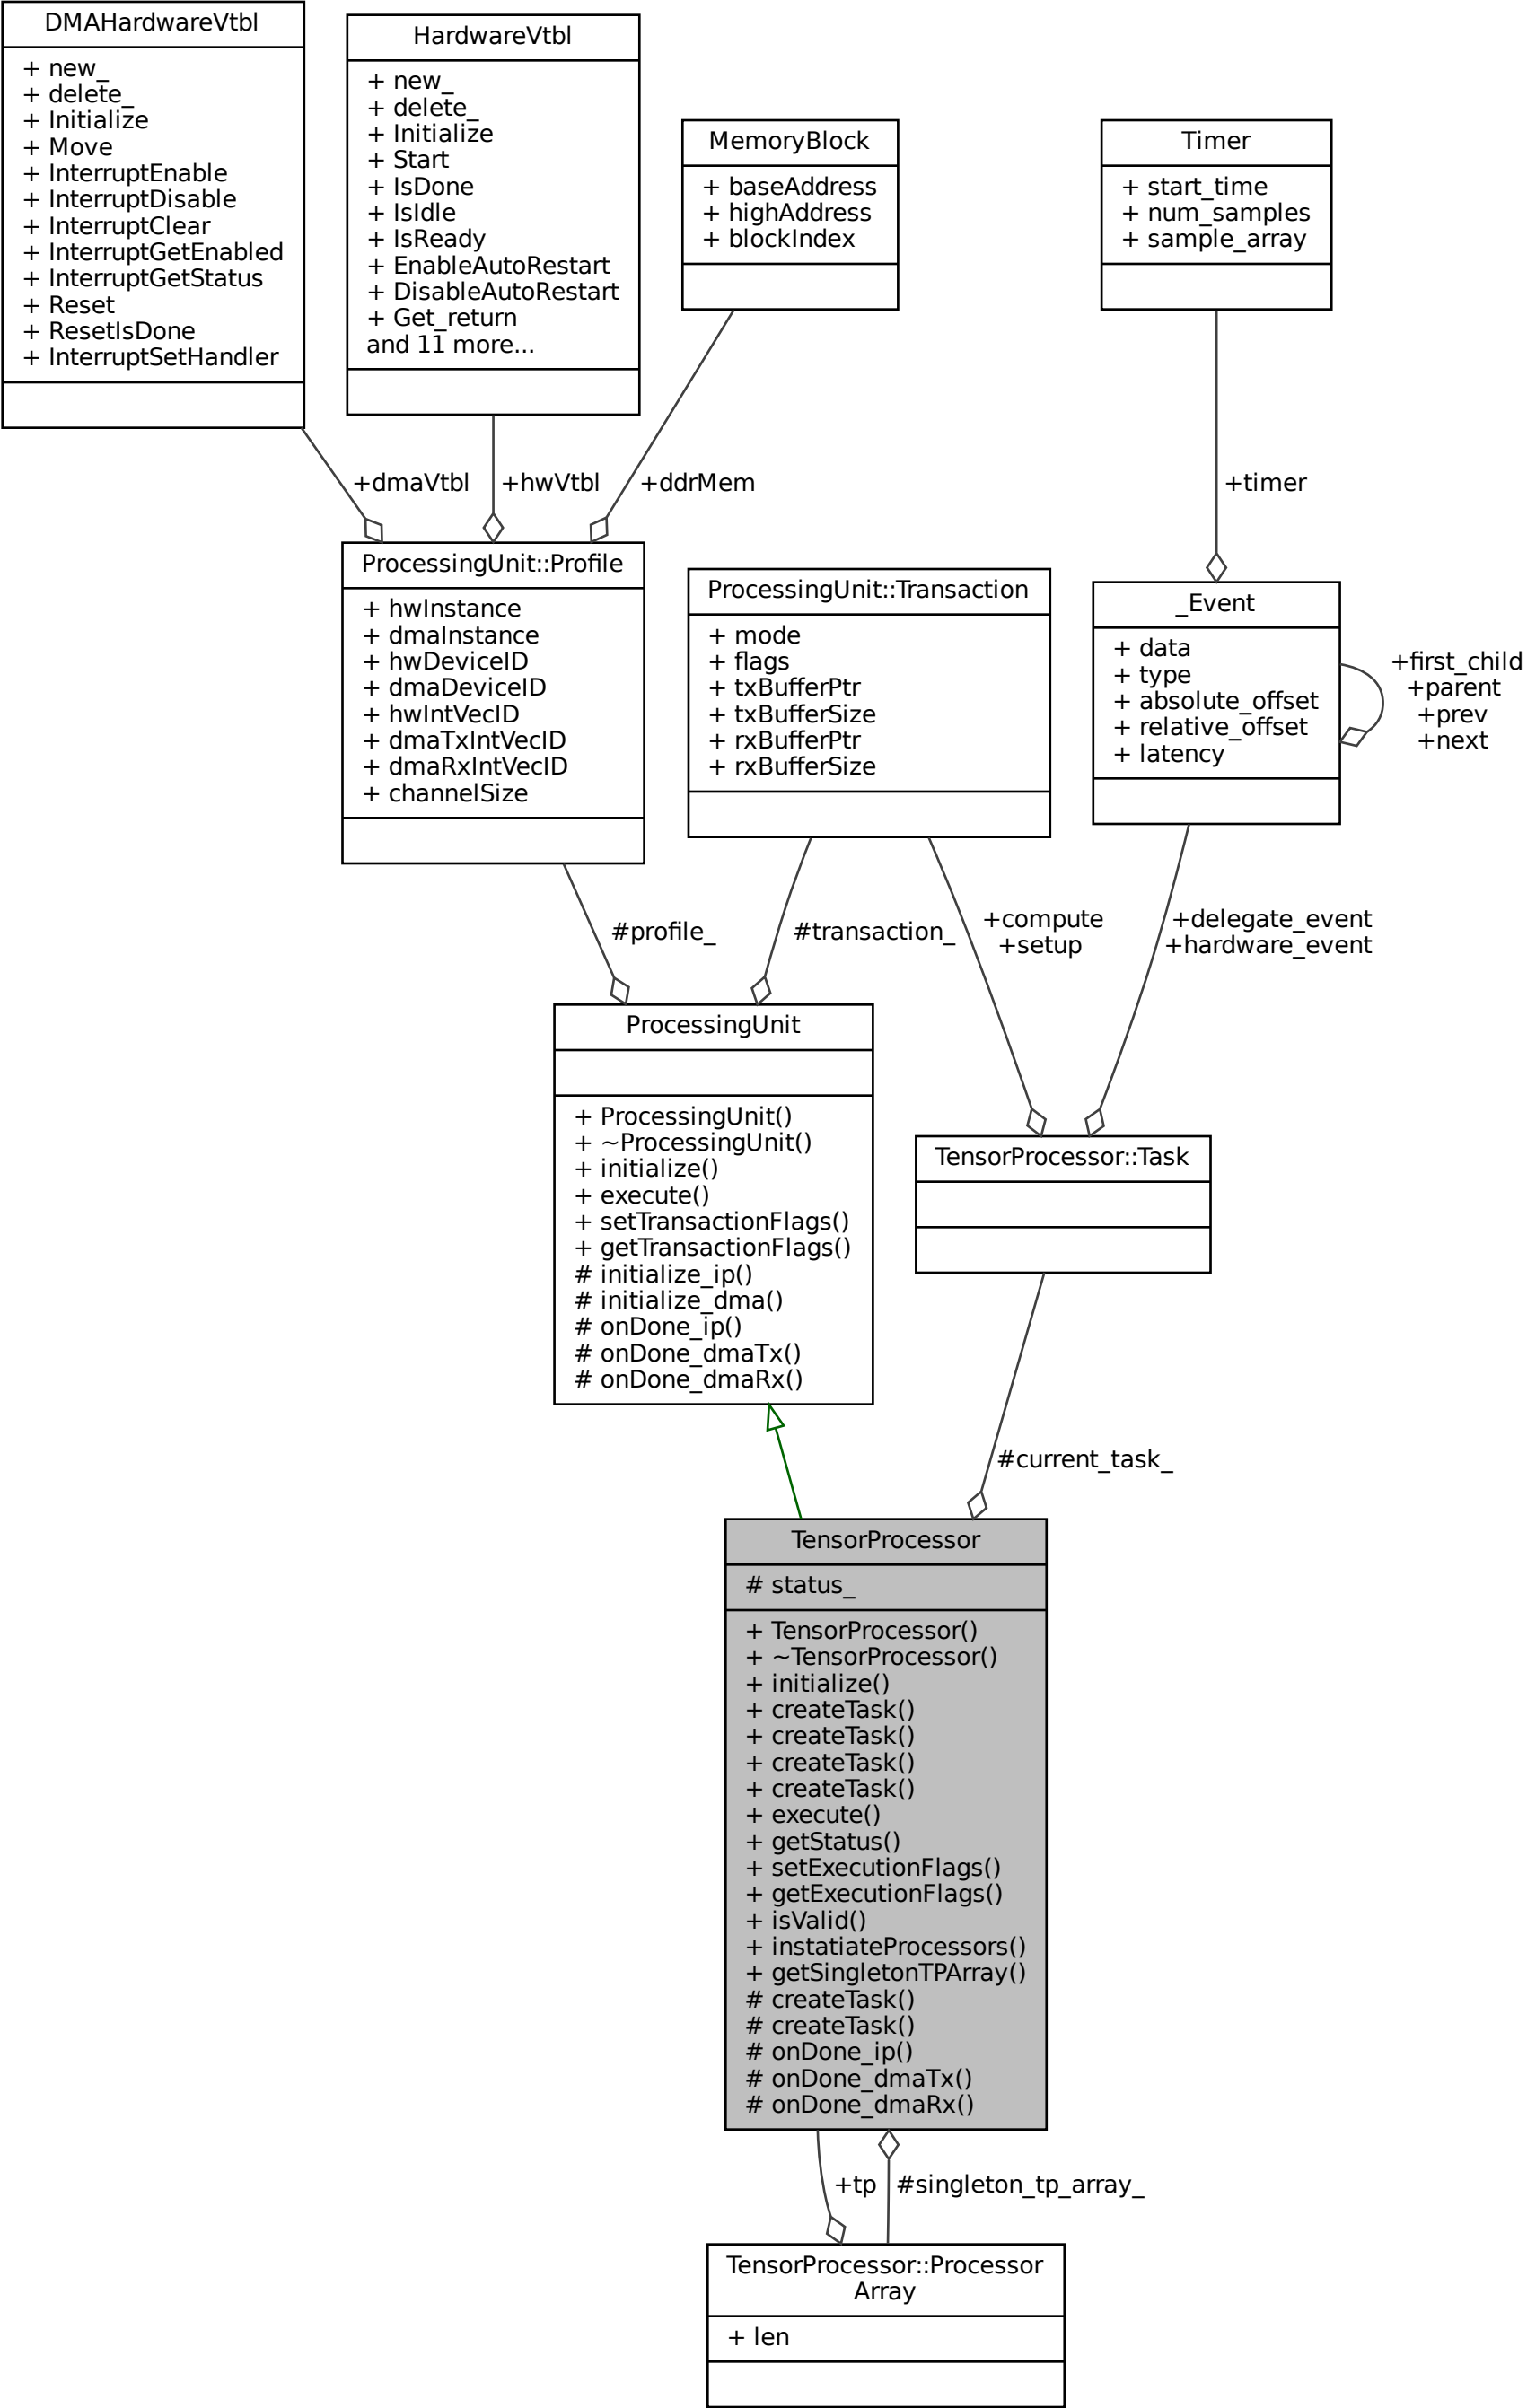 DMAHardwareVtbl
+ new_
+ delete_
+ Initialize
+ Move
+ InterruptEnable
+ InterruptDisable
+ InterruptClear
+ InterruptGetEnabled
+ InterruptGetStatus
+ Reset
+ ResetIsDone
+ InterruptSetHandler
HardwareVtbl
+ new_
+ delete_
+ Initialize
+ Start
+ IsDone
+ IsIdle
+ IsReady
+ EnableAutoRestart
+ DisableAutoRestart
+ Get_return
and 11 more...
MemoryBlock
+ baseAddress
+ highAddress
+ blockIndex
Timer
+ start_time
+ num_samples
+ sample_array
+dmaVtbl
+hwVtbl
+ddrMem
+timer
ProcessingUnit::Profile
+ hwInstance
+ dmaInstance
+ hwDeviceID
+ dmaDeviceID
+ hwIntVecID
+ dmaTxIntVecID
+ dmaRxIntVecID
+ channelSize
ProcessingUnit::Transaction
+ mode
+ flags
+ txBufferPtr
+ txBufferSize
+ rxBufferPtr
+ rxBufferSize
_Event
+ data
+ type
+ absolute_offset
+ relative_offset
+ latency
+first_child
+parent
+prev
+next
#profile_
#transaction_
+compute
+setup
+delegate_event
+hardware_event
ProcessingUnit
+ ProcessingUnit()
+ ~ProcessingUnit()
+ initialize()
+ execute()
+ setTransactionFlags()
+ getTransactionFlags()
# initialize_ip()
# initialize_dma()
# onDone_ip()
# onDone_dmaTx()
# onDone_dmaRx()
TensorProcessor::Task
#current_task_
TensorProcessor
# status_
+ TensorProcessor()
+ ~TensorProcessor()
+ initialize()
+ createTask()
+ createTask()
+ createTask()
+ createTask()
+ execute()
+ getStatus()
+ setExecutionFlags()
+ getExecutionFlags()
+ isValid()
+ instatiateProcessors()
+ getSingletonTPArray()
# createTask()
# createTask()
# onDone_ip()
# onDone_dmaTx()
# onDone_dmaRx()
+tp
#singleton_tp_array_
TensorProcessor::Processor
Array
+ len